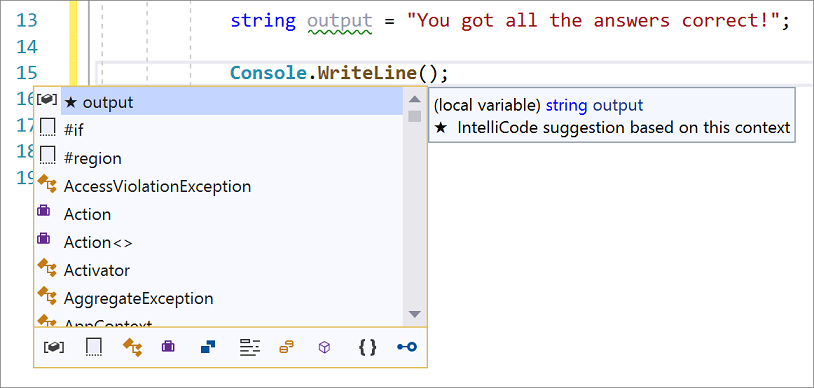 13 string output = "You got all the answers correct!";
14
15 Console.WriteLine();
16
17
18
19
★ output
#if
#region
AccessViolationException
Action
Action<>
Activator
AggregateException
AppContext
(local variable) string output
★ IntelliCode suggestion based on this context